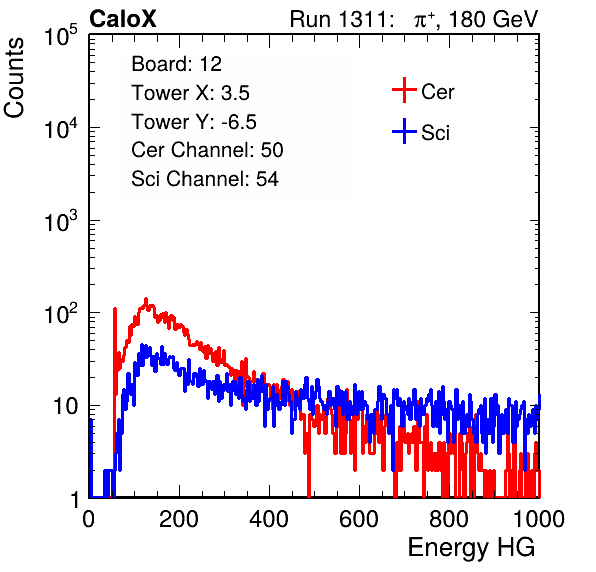 CaloX Run 1311: π⁺, 180 GeV
Counts
10⁵
10⁴
10³
10²
10
1
Board: 12
Tower X: 3.5
Tower Y: -6.5
Cer Channel: 50
Sci Channel: 54
Cer
Sci
0 200 400 600 800 1000
Energy HG